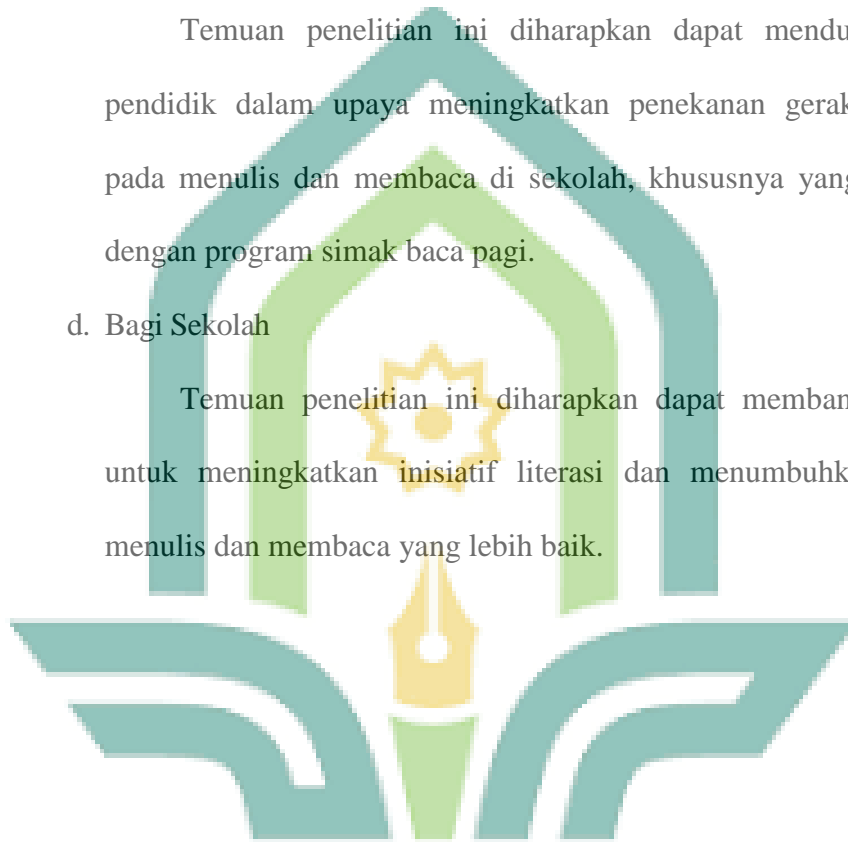 Temuan penelitian ini diharapkan dapat mendu
pendidik dalam upaya meningkatkan penekanan gerak
pada menulis dan membaca di sekolah, khususnya yang
dengan program simak baca pagi.
d. Bagi Sekolah
Temuan penelitian ini diharapkan dapat memban
untuk meningkatkan inisiatif literasi dan menumbuhk
menulis dan membaca yang lebih baik.